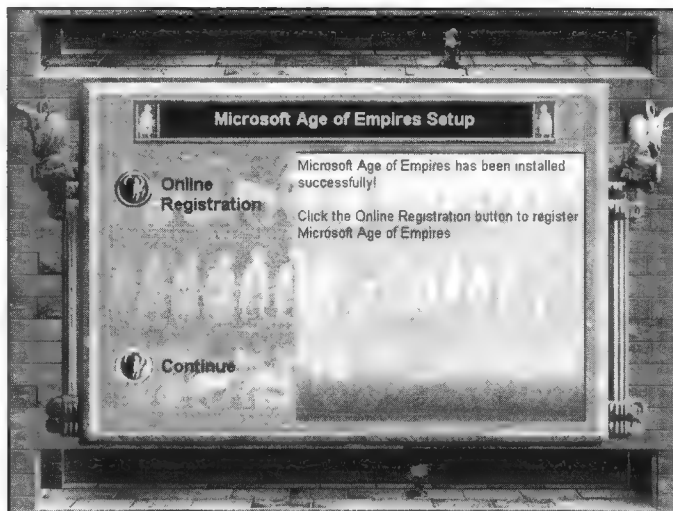 Microsoft Age of Empires Setup
Online
Registration
Microsoft Age of Empires has been installed
successfully!
Click the Online Registration button to register
Microsoft Age of Empires
Continue